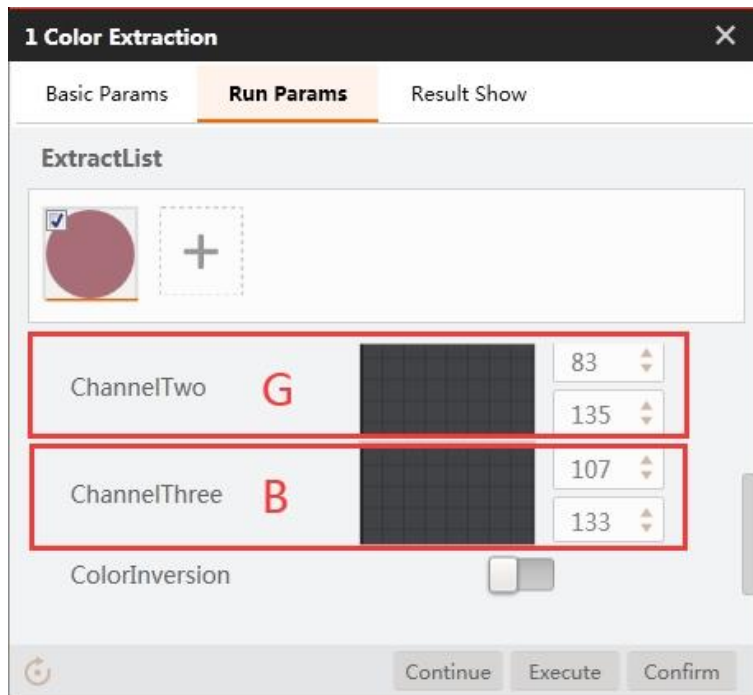 1 Color Extraction
Basic Params Run Params Result Show
ExtractList
ChannelTwo G 83
135
ChannelThree B 107
133
ColorInversion
Continue Execute Confirm